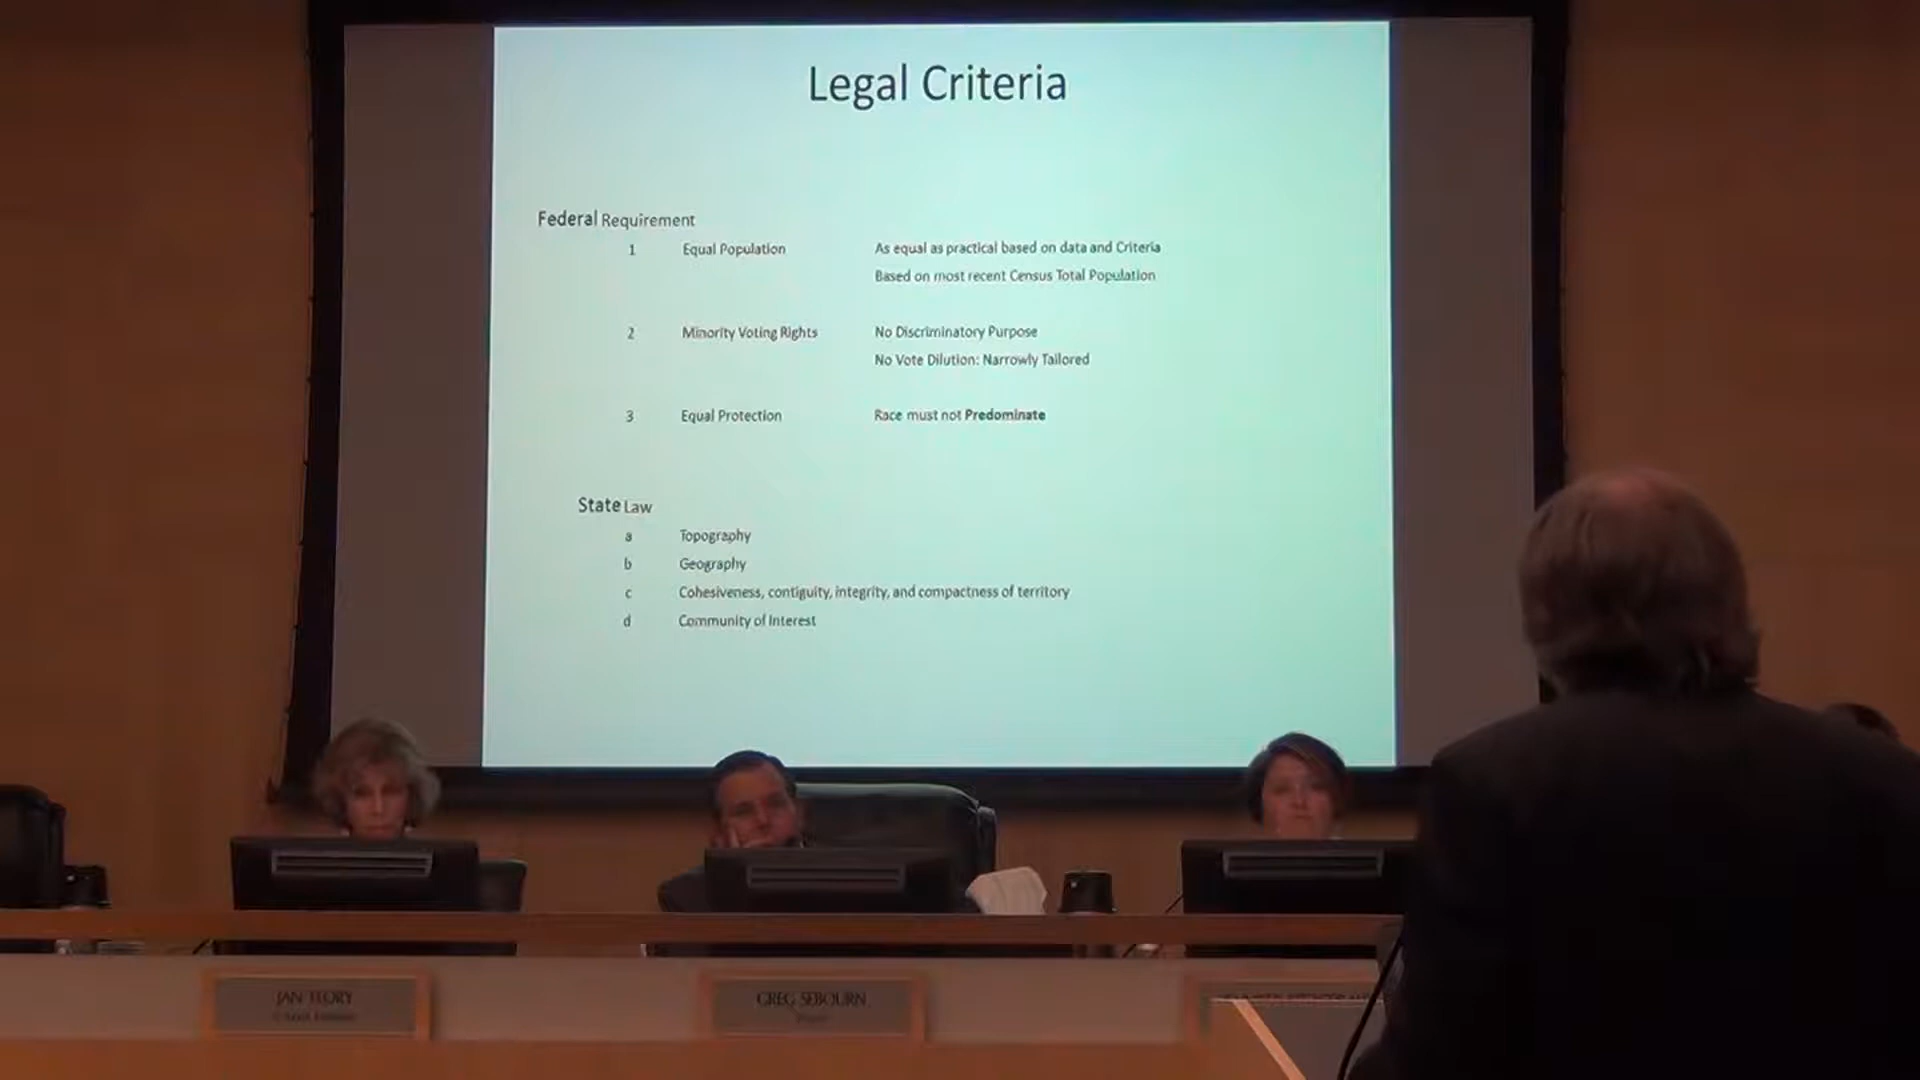 Legal Criteria
Federal Requirement
1 Equal Population As equal as practical based on data and Criteria
Based on most recent Census Total Population
2 Minority Voting Rights No Discriminatory Purpose
No Vote Dilution: Narrowly Tailored
3 Equal Protection Race must not Predominate
State Law
a Topography
b Geography
c Cohesiveness, contiguity, integrity, and compactness of territory
d Community of Interest
JAN FLORY
GREG SEBOURN